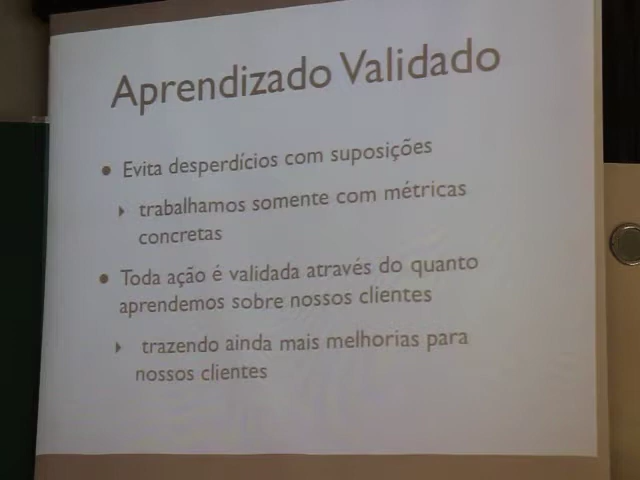 Aprendizado Validado
• Evita desperdícios com suposições
‣ trabalhamos somente com métricas
concretas
• Toda ação é validada através do quanto
aprendemos sobre nossos clientes
‣ trazendo ainda mais melhorias para
nossos clientes